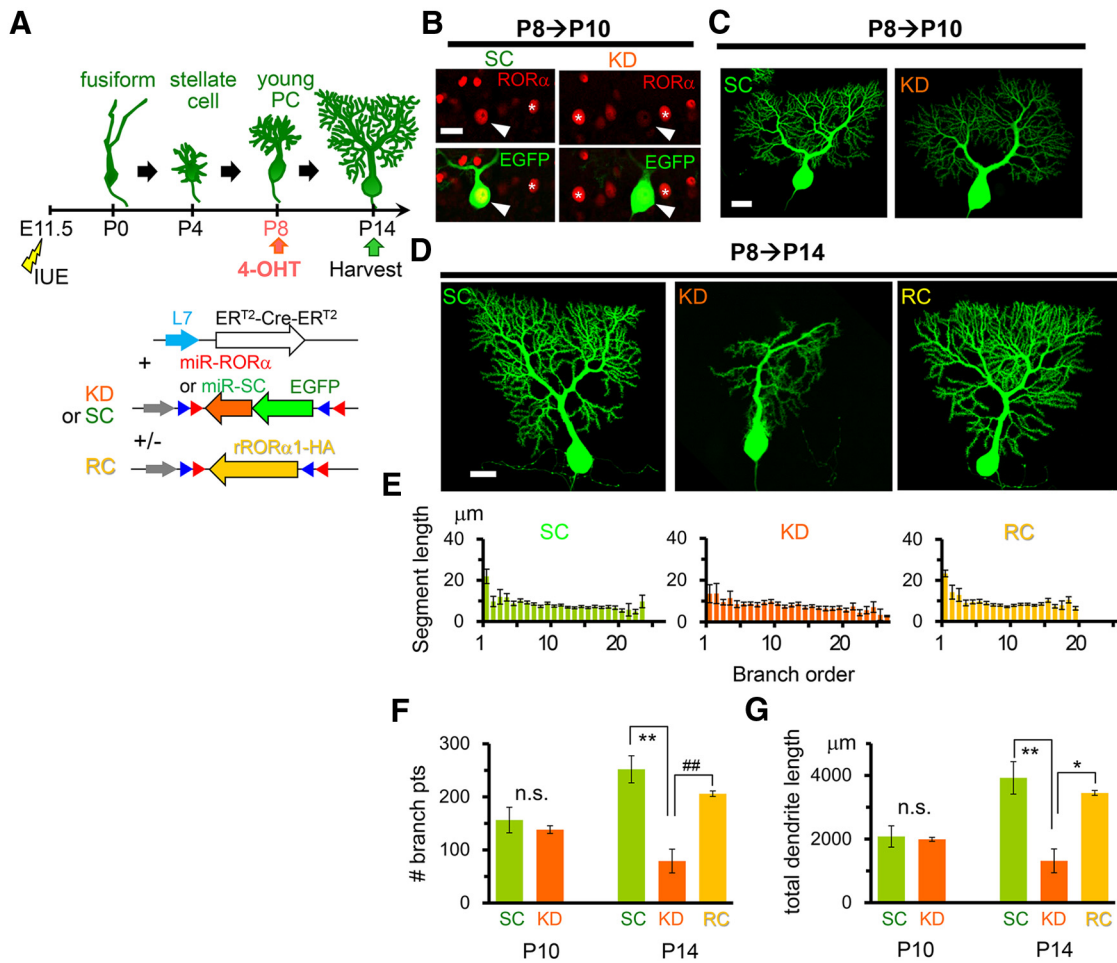 A
fusiform
stellate
cell
young
PC
E11.5
P0
P4
P8
P14
IUE
4-OHT
Harvest
L7
ERT2-Cre-ERT2
+
miR-RORα
or miR-SC
EGFP
KD
or SC
+/-
rRORα1-HA
RC
B
P8→P10
SC
KD
RORα
RORα
*
*
*
EGFP
EGFP
*
*
*
C
P8→P10
SC
KD
D
P8→P14
SC
KD
RC
E
μm
Segment length
SC
KD
RC
40
20
0
1
10
20
40
20
0
1
10
20
40
20
0
1
10
20
Branch order
F
# branch pts
300
200
100
0
n.s.
**
##
SC
KD
SC
KD
RC
P10
P14
G
μm
total dendrite length
4000
2000
0
n.s.
**
*
SC
KD
SC
KD
RC
P10
P14